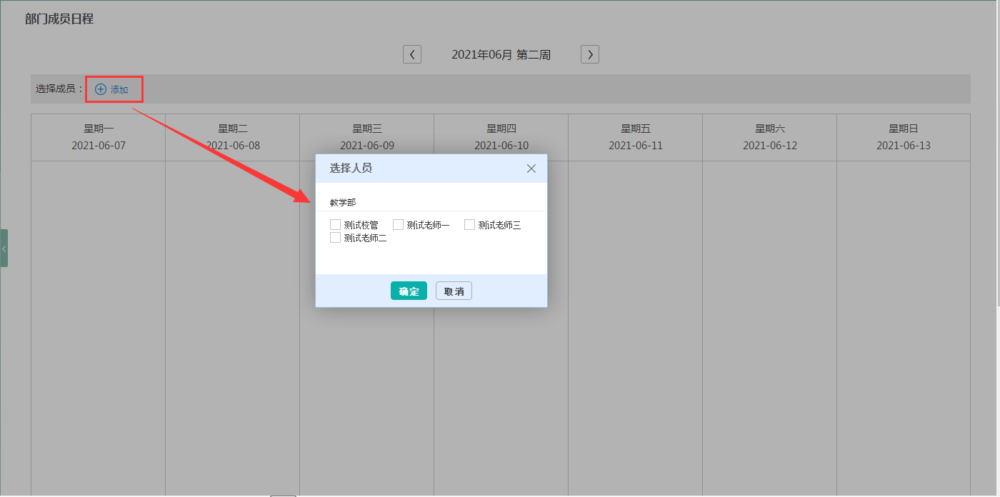 部门成员日程
2021年06月 第二周
选择成员： 添加
星期一 星期二 星期三 星期四 星期五 星期六 星期日
2021-06-07 2021-06-08 2021-06-09 2021-06-10 2021-06-11 2021-06-12 2021-06-13
选择人员
教学部
测试校管 测试老师一 测试老师三
测试老师二
确定 取消